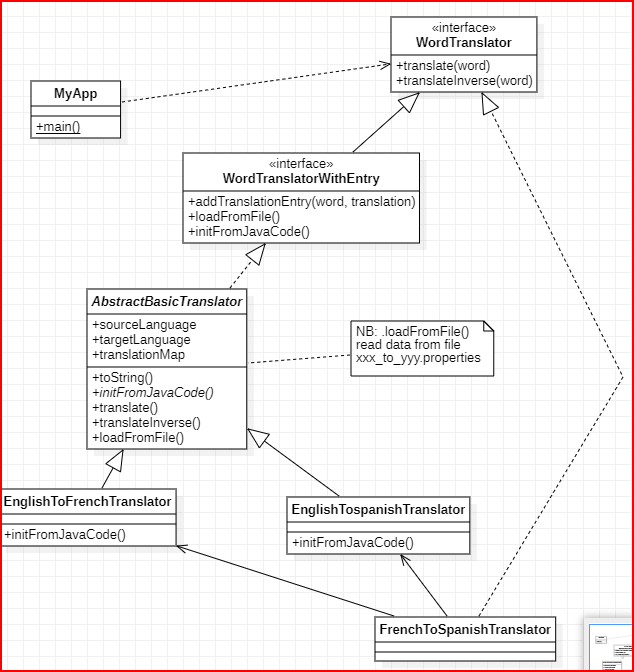 «interface»
WordTranslator
+translate(word)
+translateInverse(word)
MyApp
+main()
«interface»
WordTranslatorWithEntry
+addTranslationEntry(word, translation)
+loadFromFile()
+initFromJavaCode()
AbstractBasicTranslator
+sourceLanguage
+targetLanguage
+translationMap
+toString()
+initFromJavaCode()
+translate()
+translateInverse()
+loadFromFile()
NB: .loadFromFile()
read data from file
xxx_to_yyy.properties
EnglishToFrenchTranslator
+initFromJavaCode()
EnglishTospanishTranslator
+initFromJavaCode()
FrenchToSpanishTranslator